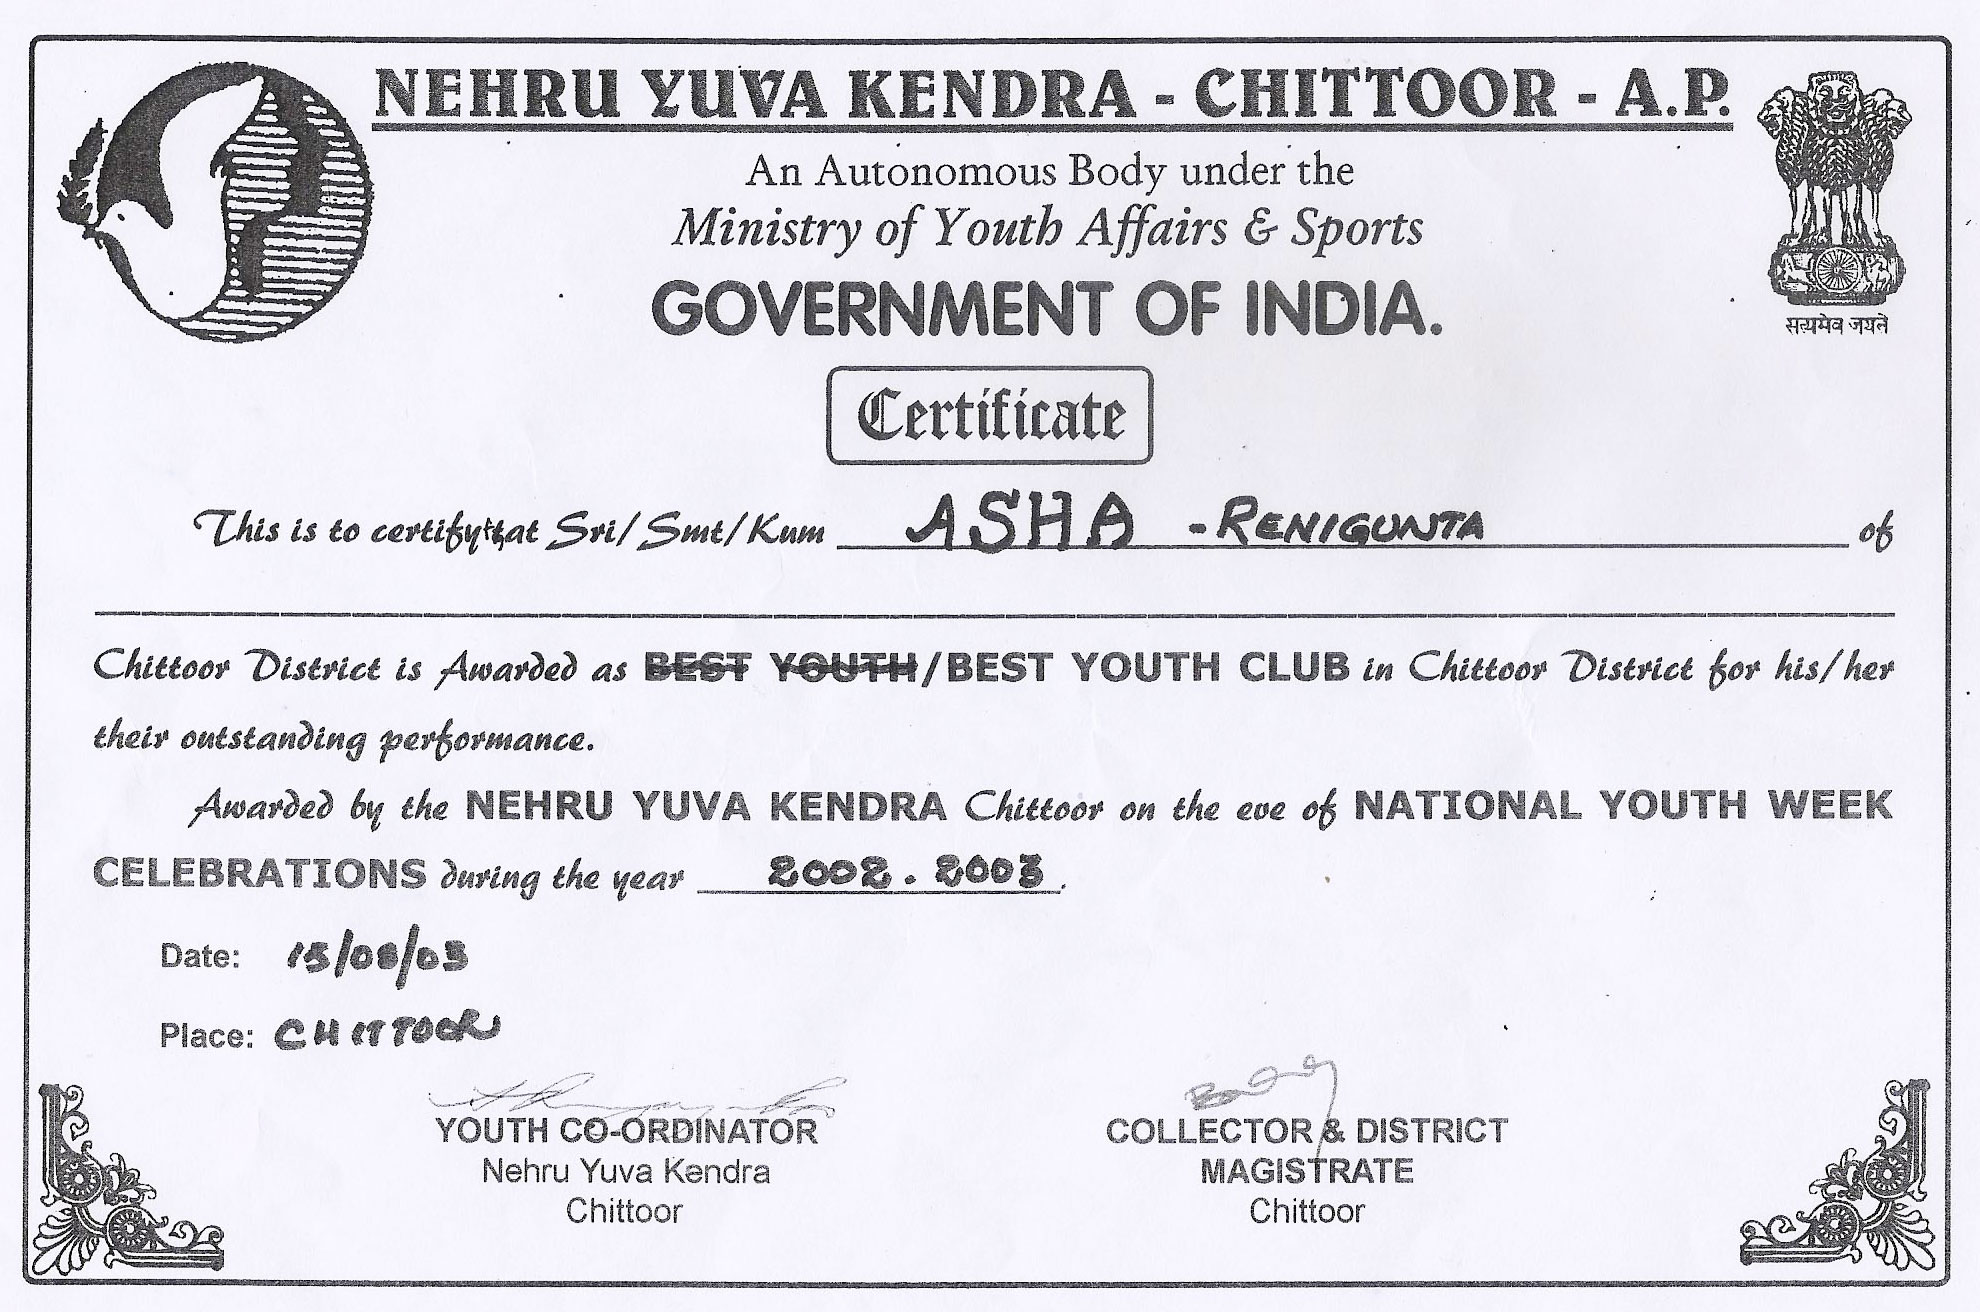 NEHRU YUVA KENDRA - CHITTOOR - A.P.
An Autonomous Body under the
Ministry of Youth Affairs & Sports
GOVERNMENT OF INDIA.
सत्यमेव जयते
Certificate
This is to certify that Sri/Smt/Kum ASHA - RENIGUNTA of
Chittoor District is Awarded as BEST YOUTH/BEST YOUTH CLUB in Chittoor District for his/her
their outstanding performance.
Awarded by the NEHRU YUVA KENDRA Chittoor on the eve of NATIONAL YOUTH WEEK
CELEBRATIONS during the year 2002.2003.
Date: 15/08/03
Place: CHITTOOR
YOUTH CO-ORDINATOR
Nehru Yuva Kendra
Chittoor
COLLECTOR & DISTRICT
MAGISTRATE
Chittoor